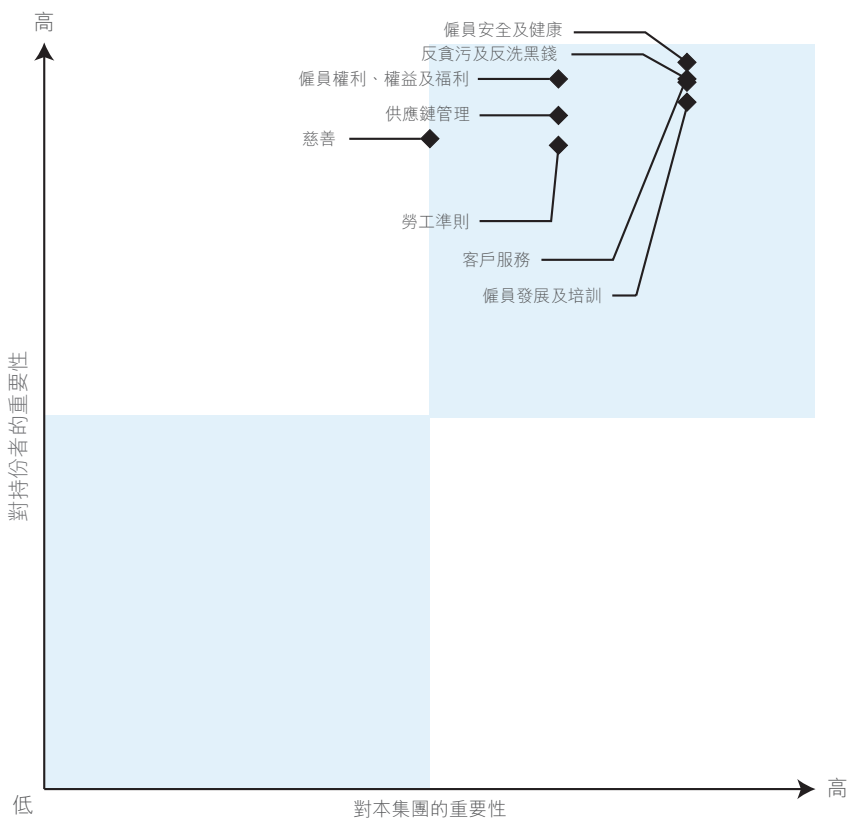 高
僱員安全及健康
反貪污及反洗黑錢
僱員權利、權益及福利
供應鏈管理
慈善
勞工準則
客戶服務
僱員發展及培訓
對持份者的重要性
低
對本集團的重要性
高